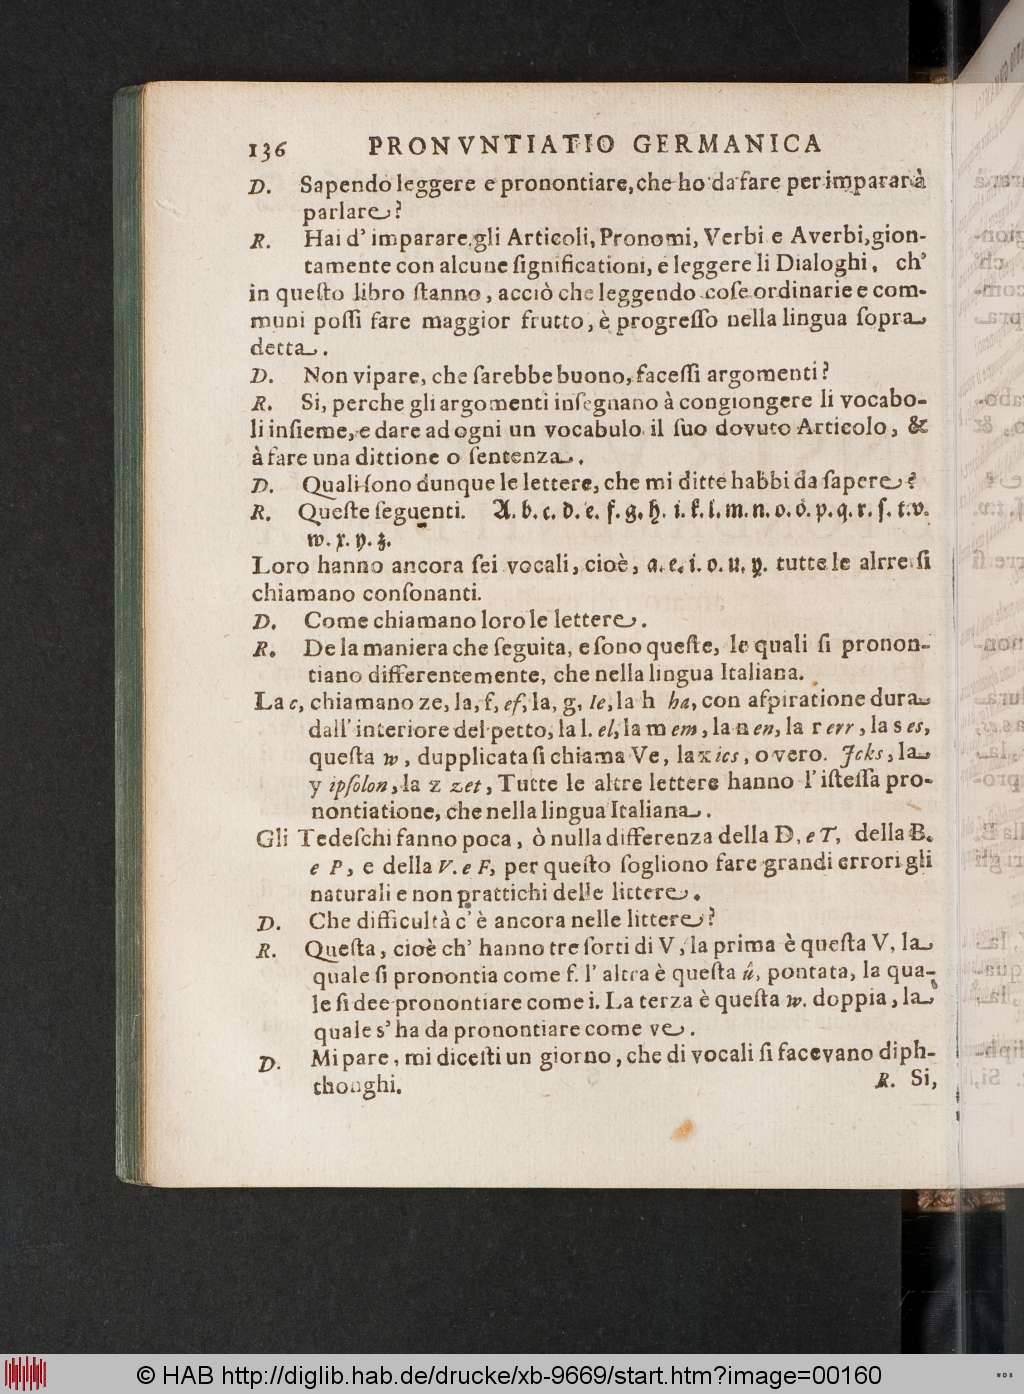 136 PRONVNTIATIO GERMANICA
D. Sapendo leggere e pronontiare, che ho da fare per impararà
parlare?
R. Hai d' imparare gli Articoli, Pronomi, Verbi e Averbi, gion-
tamente con alcune ſignificationi, e leggere li Dialoghi, ch'
in queſto libro ſtanno, acciò che leggendo coſe ordinarie e com-
muni poſſi fare maggior frutto, è progreſſo nella lingua ſopra
detta.
D. Non vi pare, che ſarebbe buono, faceſſi argomenti?
R. Si, perche gli argomenti inſegnano à congiongere li vocabo-
li inſieme, e dare ad ogni un vocabulo il ſuo dovuto Articolo, &
à fare una dittione o ſentenza.
D. Quali ſono dunque le lettere, che mi ditte habbi da ſapere?
R. Queſte ſeguenti. A. b. c. d. e. f. g. h. i. k. l. m. n. o. ö. p. q. r. ſ. t. v.
w. x. y. z.
Loro hanno ancora ſei vocali, cioè, a. e. i. o. u. y. tutte le alrre ſi
chiamano conſonanti.
D. Come chiamano loro le lettere.
R. De la maniera che ſeguita, e ſono queſte, le quali ſi pronon-
tiano differentemente, che nella lingua Italiana.
La c, chiamano ze, la, f, ef, la, g, Ie, la h ha, con aſpiratione dura
dall' interiore del petto, la l. el, la m em, la n en, la r err, la s es,
queſta w, dupplicata ſi chiama Ve, la x ics, overo. Jcks, la
y ipſolon, la z zet, Tutte le altre lettere hanno l' iſteſſa pro-
nontiatione, che nella lingua Italiana.
Gli Tedeſchi fanno poca, ò nulla differenza della D, e T, della B.
e P, e della V. e F, per queſto ſogliono fare grandi errori gli
naturali e non prattichi delle littere.
D. Che difficultà c' è ancora nelle littere?
R. Queſta, cioè ch' hanno tre ſorti di V, la prima è queſta V, la
quale ſi pronontia come f. l' altra è queſta ü, pontata, la qua-
le ſi dee pronontiare come i. La terza è queſta w. doppia, la
quale s' ha da pronontiare come ve.
D. Mi pare, mi diceſti un giorno, che di vocali ſi facevano diph-
thonghi.
R. Si,
© HAB http://diglib.hab.de/drucke/xb-9669/start.htm?image=00160